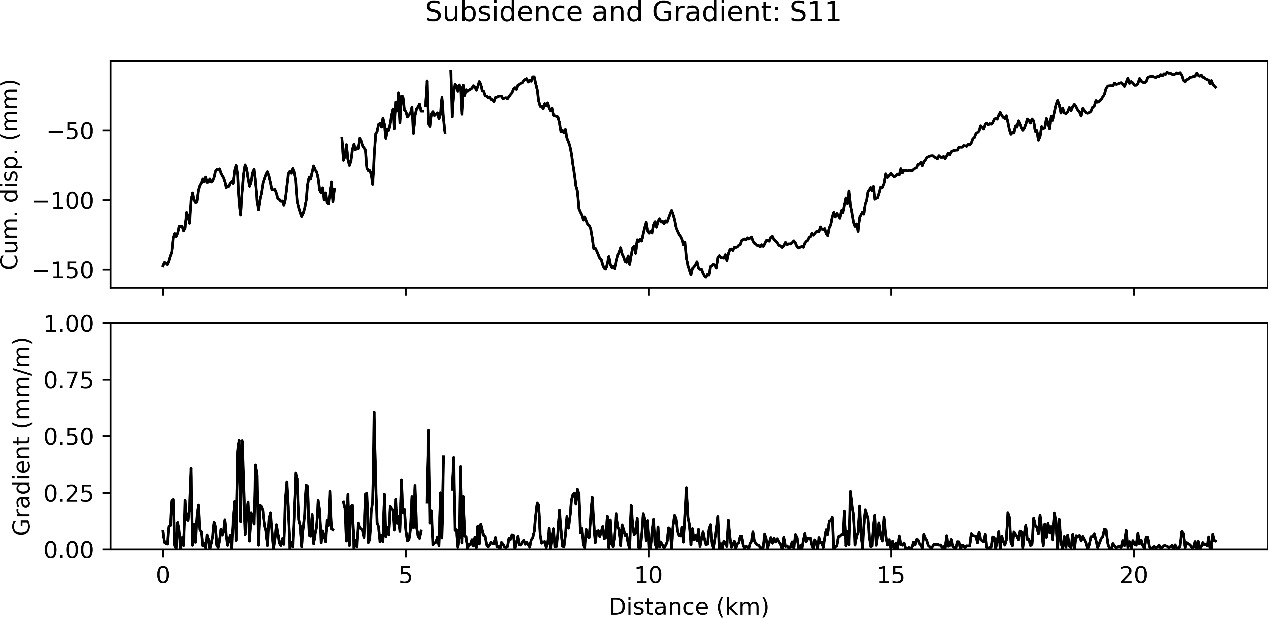 Subsidence and Gradient: S11
Cum. disp. (mm)
−50
−100
−150
Gradient (mm/m)
1.00
0.75
0.50
0.25
0.00
0 5 10 15 20
Distance (km)